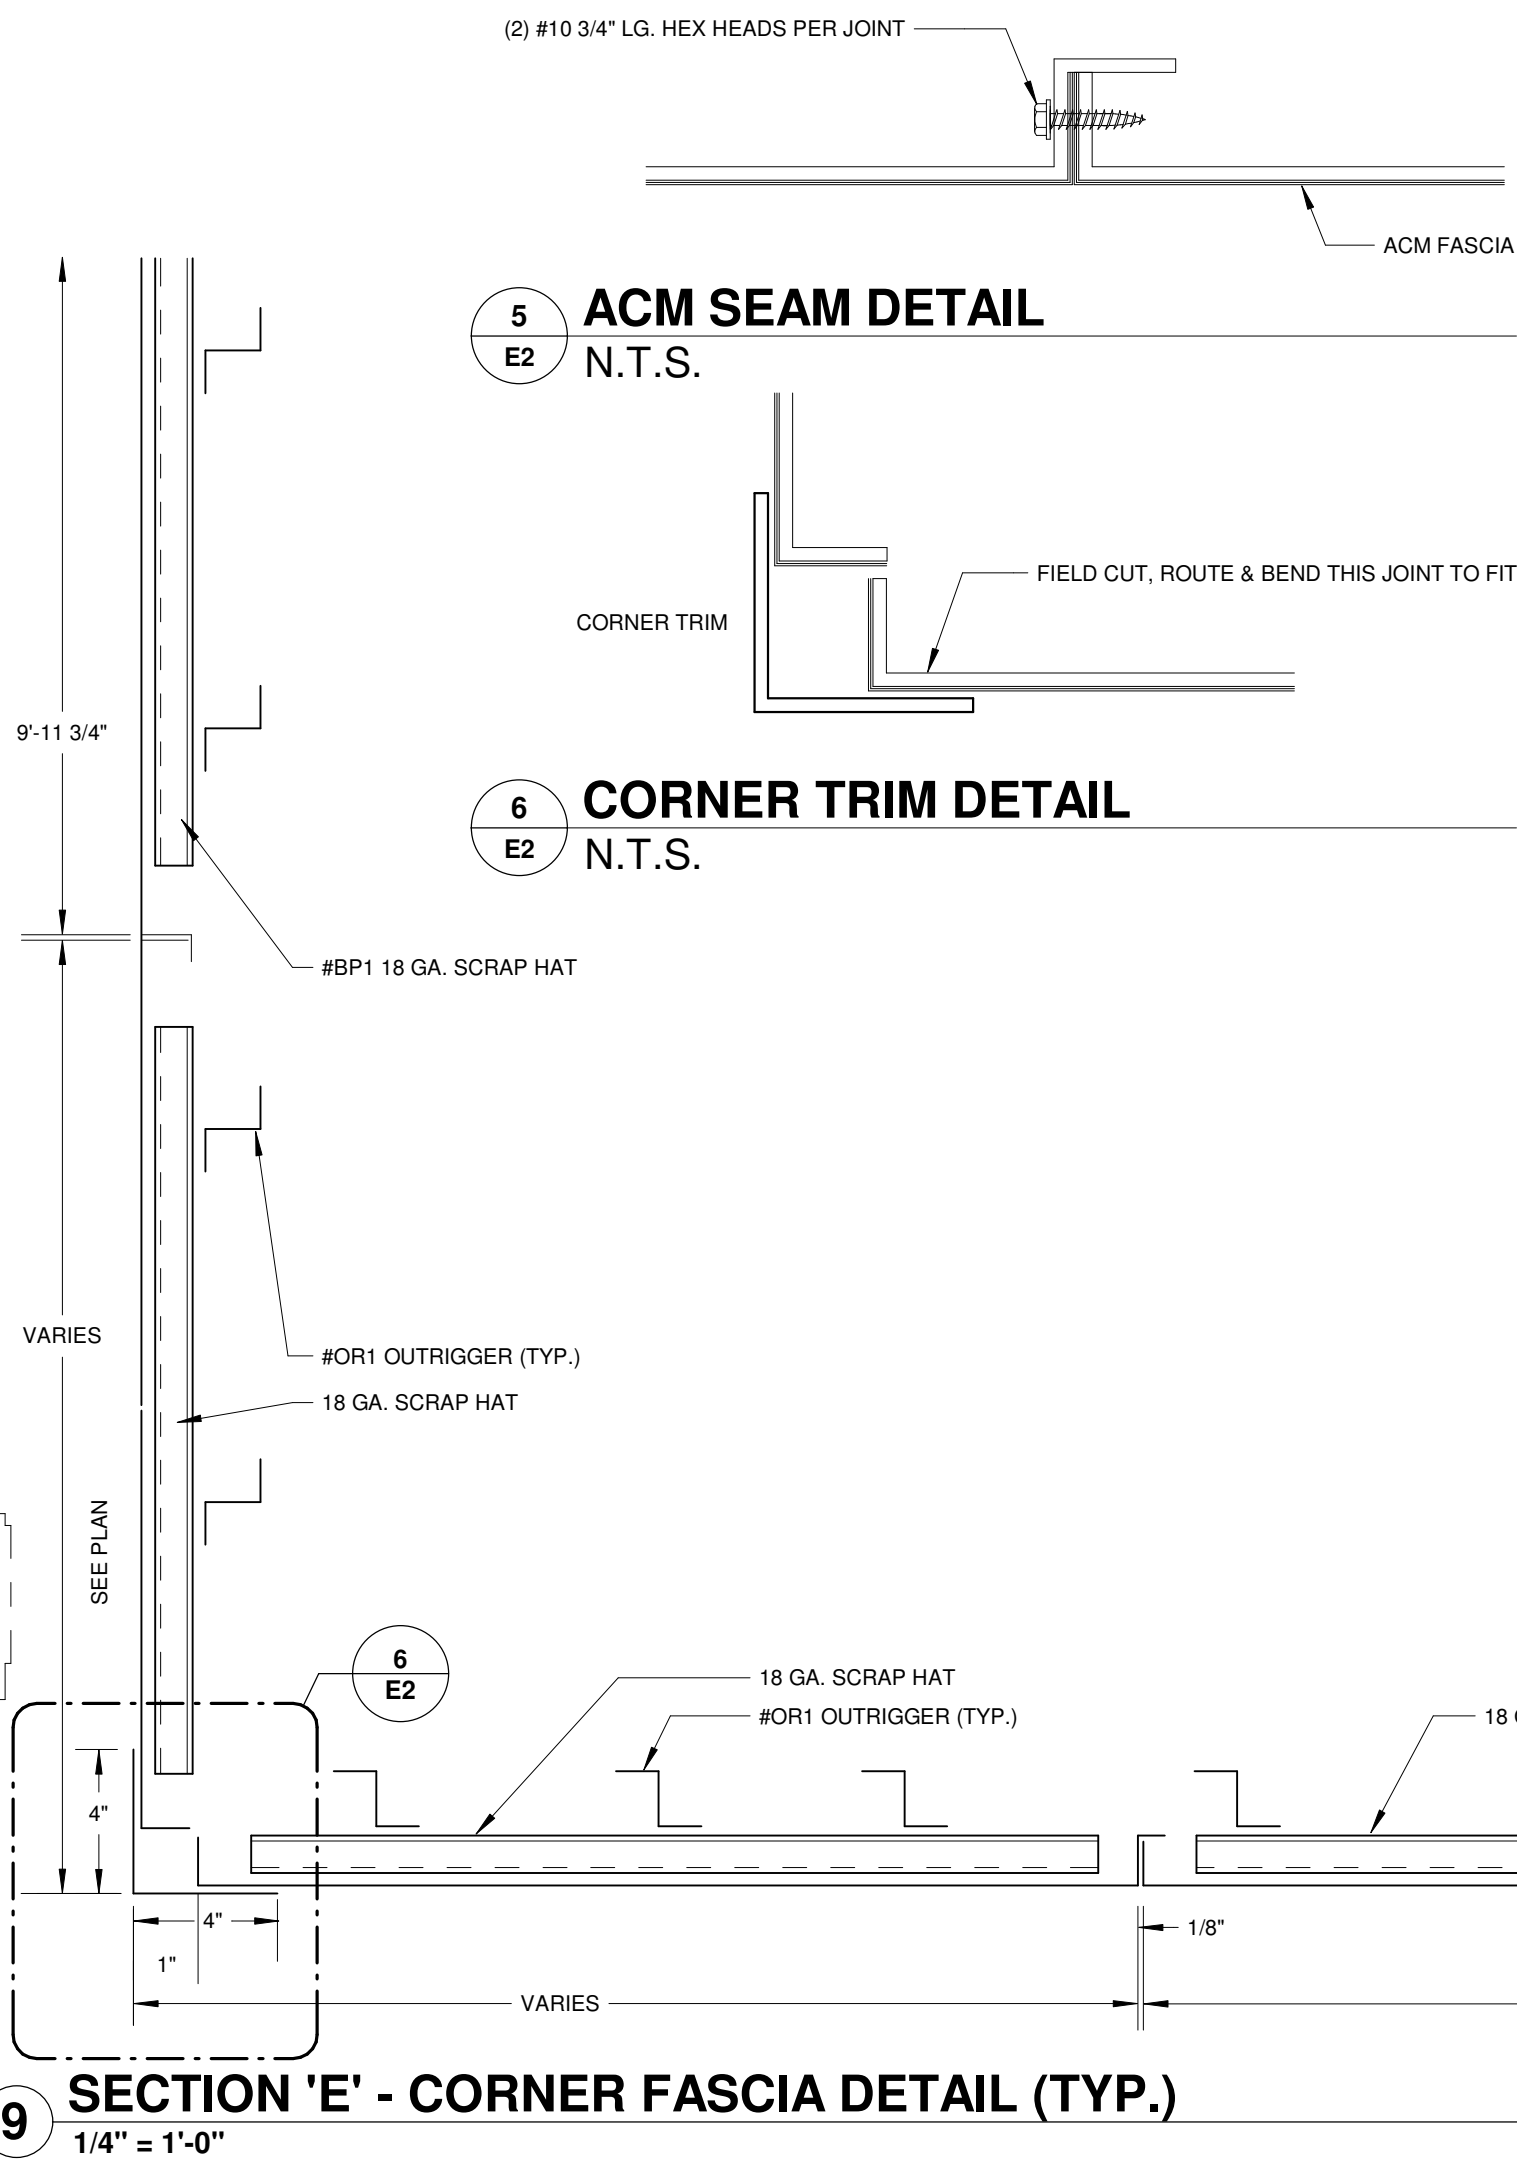 (2) #10 3/4" LG. HEX HEADS PER JOINT
ACM FASCIA
5
E2
ACM SEAM DETAIL
N.T.S.
FIELD CUT, ROUTE & BEND THIS JOINT TO FIT
CORNER TRIM
9'-11 3/4"
6
E2
CORNER TRIM DETAIL
N.T.S.
#BP1 18 GA. SCRAP HAT
VARIES
#OR1 OUTRIGGER (TYP.)
18 GA. SCRAP HAT
SEE PLAN
6
E2
18 GA. SCRAP HAT
#OR1 OUTRIGGER (TYP.)
18
4"
4"
1"
1/8"
VARIES
9
SECTION 'E' - CORNER FASCIA DETAIL (TYP.)
1/4" = 1'-0"